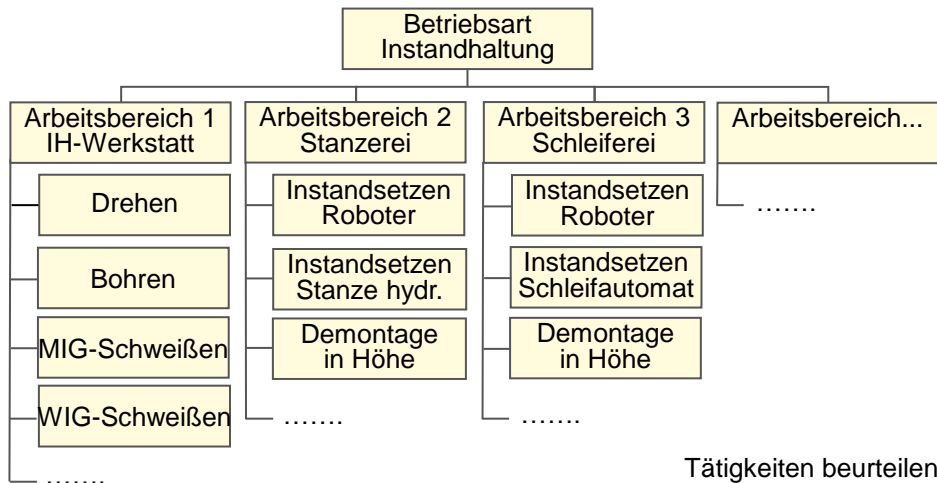 Betriebsart
Instandhaltung
Arbeitsbereich 1
IH-Werkstatt
Drehen
Bohren
MIG-Schweißen
WIG-Schweißen
.......
Arbeitsbereich 2
Stanzerei
Instandsetzen
Roboter
Instandsetzen
Stanze hydr.
Demontage
in Höhe
.......
Arbeitsbereich 3
Schleiferei
Instandsetzen
Roboter
Instandsetzen
Schleifautomat
Demontage
in Höhe
.......
Arbeitsbereich...
.......
Tätigkeiten beurteilen